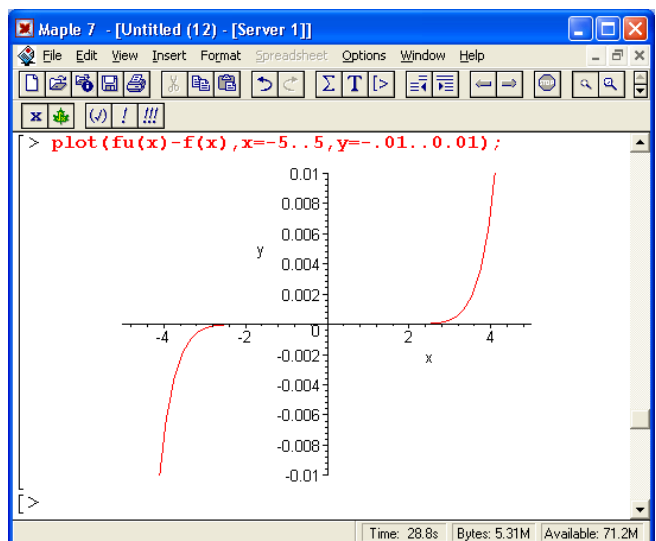 Maple 7 - [Untitled (12) - [Server 1]]
File Edit View Insert Format Spreadsheet Options Window Help
Σ T [>
x (√) ! !!!
> plot(fu(x)-f(x),x=-5..5,y=-.01..0.01);
0.01
0.008
0.006
y
0.004
0.002
-4 -2 0 2 4
x
-0.002
-0.004
-0.006
-0.008
-0.01
>
Time: 28.8s Bytes: 5.31M Available: 71.2M